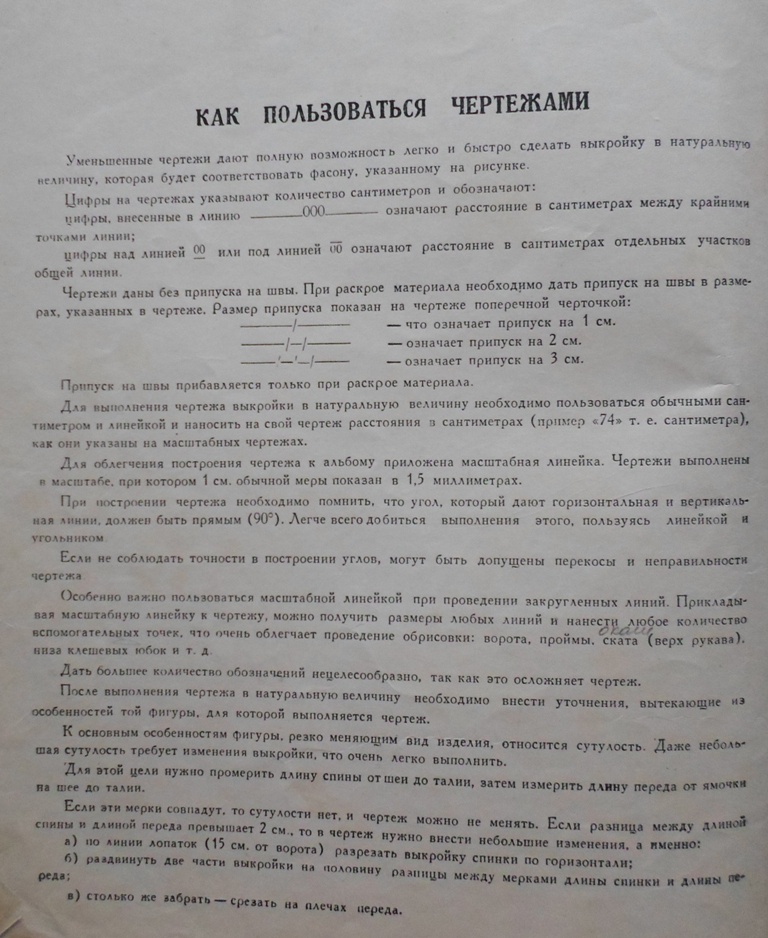 КАК ПОЛЬЗОВАТЬСЯ ЧЕРТЕЖАМИ
Уменьшенные чертежи дают полную возможность легко и быстро сделать выкройку в натуральную
величину, которая будет соответствовать фасону, указанному на рисунке.
Цифры на чертежах указывают количество сантиметров и обозначают:
цифры, внесенные в линию ———000——— означают расстояние в сантиметрах между крайними
точками линии;
цифры над линией 00 или под линией 00 означают расстояние в сантиметрах отдельных участков
общей линии.
Чертежи даны без припуска на швы. При раскрое материала необходимо дать припуск на швы в разме-
рах, указанных в чертеже. Размер припуска показан на чертеже поперечной черточкой:
———/——— — что означает припуск на 1 см.
———/—/——— — означает припуск на 2 см.
———'—'—/——— — означает припуск на 3 см.
Припуск на швы прибавляется только при раскрое материала.
Для выполнения чертежа выкройки в натуральную величину необходимо пользоваться обычными сан-
тиметром и линейкой и наносить на свой чертеж расстояния в сантиметрах (пример «74» т. е. сантиметра),
как они указаны на масштабных чертежах.
Для облегчения построения чертежа к альбому приложена масштабная линейка. Чертежи выполнены
в масштабе, при котором 1 см. обычной меры показан в 1,5 миллиметрах.
При построении чертежа необходимо помнить, что угол, который дают горизонтальная и вертикаль-
ная линии, должен быть прямым (90°). Легче всего добиться выполнения этого, пользуясь линейкой и
угольником
Если не соблюдать точности в построении углов, могут быть допущены перекосы и неправильности
чертежа
Особенно важно пользоваться масштабной линейкой при проведении закругленных линий. Приклады-
вая масштабную линейку к чертежу, можно получить размеры любых линий и нанести любое количество
окат
вспомогательных точек, что очень облегчает проведение обрисовки: ворота, проймы, ската (верх рукава),
низа клешевых юбок и т. д.
Дать большее количество обозначений нецелесообразно, так как это осложняет чертеж.
После выполнения чертежа в натуральную величину необходимо внести уточнения, вытекающие из
особенностей той фигуры, для которой выполняется чертеж.
К основным особенностям фигуры, резко меняющим вид изделия, относится сутулость. Даже неболь-
шая сутулость требует изменения выкройки, что очень легко выполнить.
Для этой цели нужно промерить длину спины от шеи до талии, затем измерить длину переда от ямочки
на шее до талии.
Если эти мерки совпадут, то сутулости нет, и чертеж можно не менять. Если разница между длиной
спины и длиной переда превышает 2 см., то в чертеж нужно внести небольшие изменения, а именно:
а) по линии лопаток (15 см. от ворота) разрезать выкройку спинки по горизонтали;
б) раздвинуть две части выкройки на половину разницы между мерками длины спинки и длины пе-
реда;
в) столько же забрать — срезать на плечах переда.